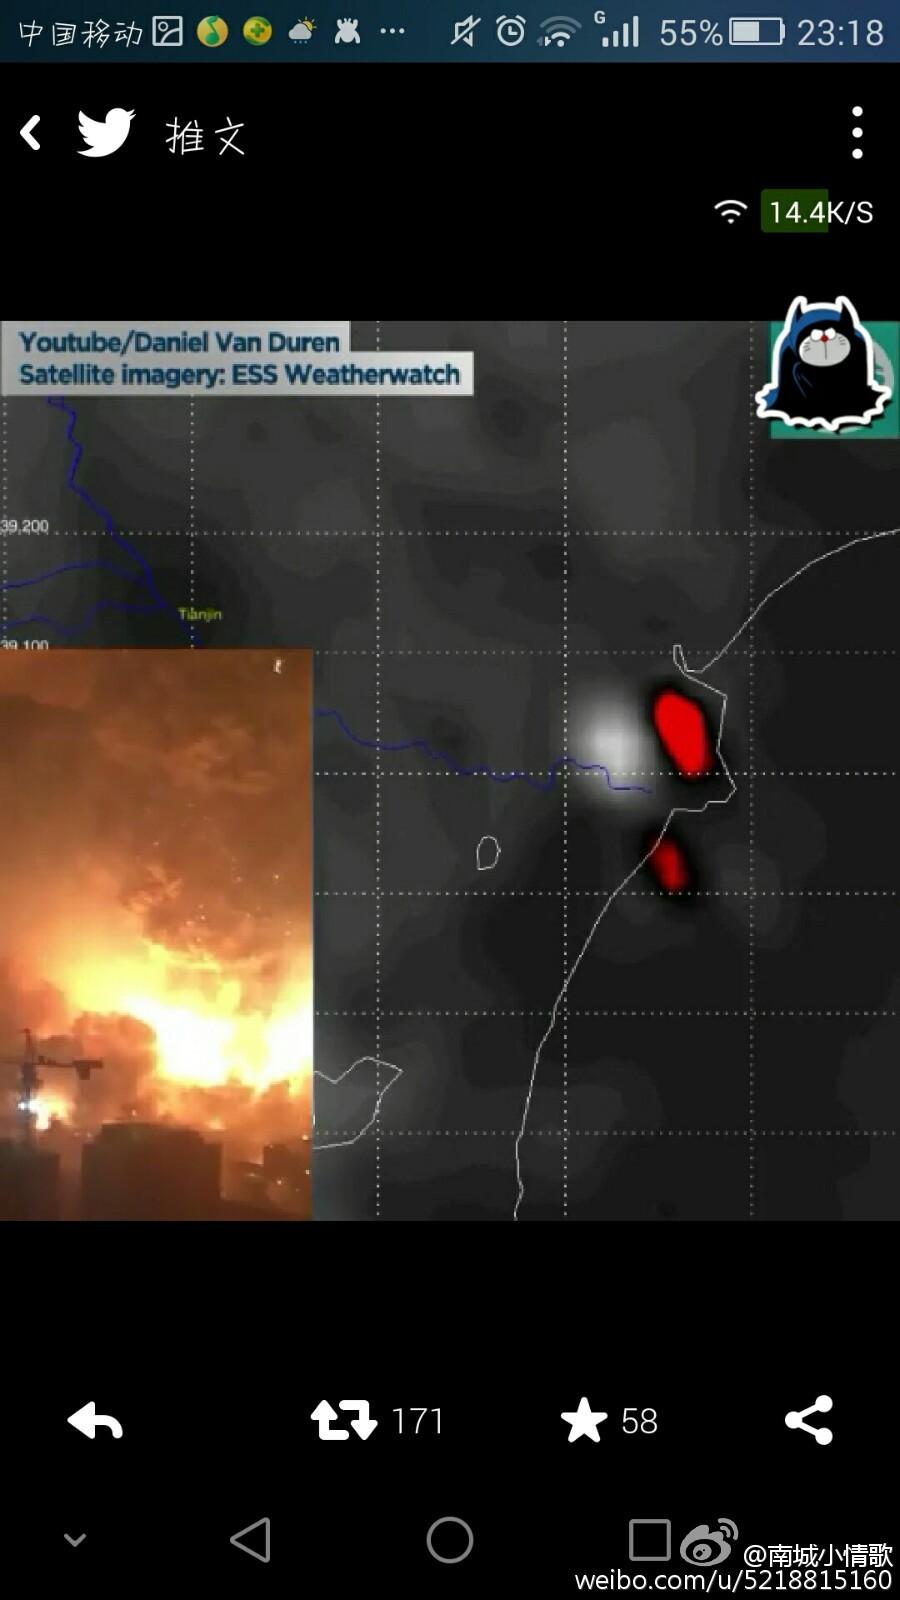 中国移动 G 55% 23:18
推文
14.4K/S
Youtube/Daniel Van Duren
Satellite imagery: ESS Weatherwatch
39.200
Tianjin
39.100
171 58
@南城小情歌
weibo.com/u/5218815160